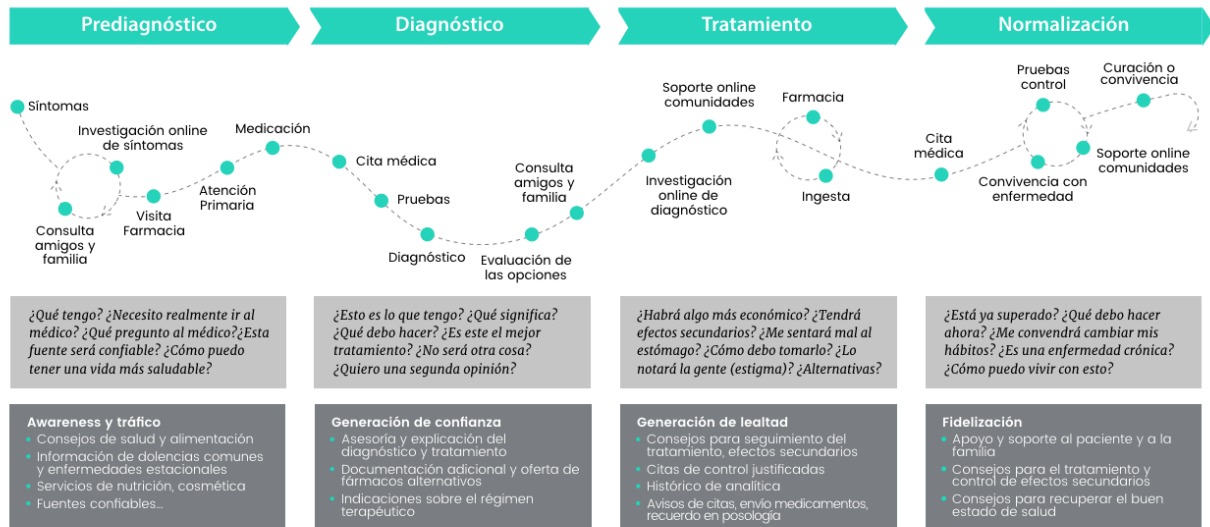 Prediagnóstico
Diagnóstico
Tratamiento
Normalización
Síntomas
Investigación online
de síntomas
Consulta
amigos y
familia
Visita
Farmacia
Atención
Primaria
Medicación
Cita médica
Pruebas
Diagnóstico
Evaluación de
las opciones
Consulta
amigos y
familia
Investigación
online de
diagnóstico
Soporte online
comunidades
Farmacia
Ingesta
Cita
médica
Pruebas
control
Convivencia con
enfermedad
Soporte online
comunidades
Curación o
convivencia
¿Qué tengo? ¿Necesito realmente ir al
médico? ¿Qué pregunto al médico?¿Esta
fuente será confiable? ¿Cómo puedo
tener una vida más saludable?
¿Esto es lo que tengo? ¿Qué significa?
¿Qué debo hacer? ¿Es este el mejor
tratamiento? ¿No será otra cosa?
¿Quiero una segunda opinión?
¿Habrá algo más económico? ¿Tendrá
efectos secundarios? ¿Me sentará mal al
estómago? ¿Cómo debo tomarlo? ¿Lo
notará la gente (estigma)? ¿Alternativas?
¿Está ya superado? ¿Qué debo hacer
ahora? ¿Me convendrá cambiar mis
hábitos? ¿Es una enfermedad crónica?
¿Cómo puedo vivir con esto?
Awareness y tráfico
• Consejos de salud y alimentación
• Información de dolencias comunes
y enfermedades estacionales
• Servicios de nutrición, cosmética
• Fuentes confiables...
Generación de confianza
• Asesoría y explicación del
diagnóstico y tratamiento
• Documentación adicional y oferta de
fármacos alternativos
• Indicaciones sobre el régimen
terapéutico
Generación de lealtad
• Consejos para seguimiento del
tratamiento, efectos secundarios
• Citas de control justificadas
• Histórico de analítica
• Avisos de citas, envío medicamentos,
recuerdo en posología
Fidelización
• Apoyo y soporte al paciente y a la
familia
• Consejos para el tratamiento y
control de efectos secundarios
• Consejos para recuperar el buen
estado de salud